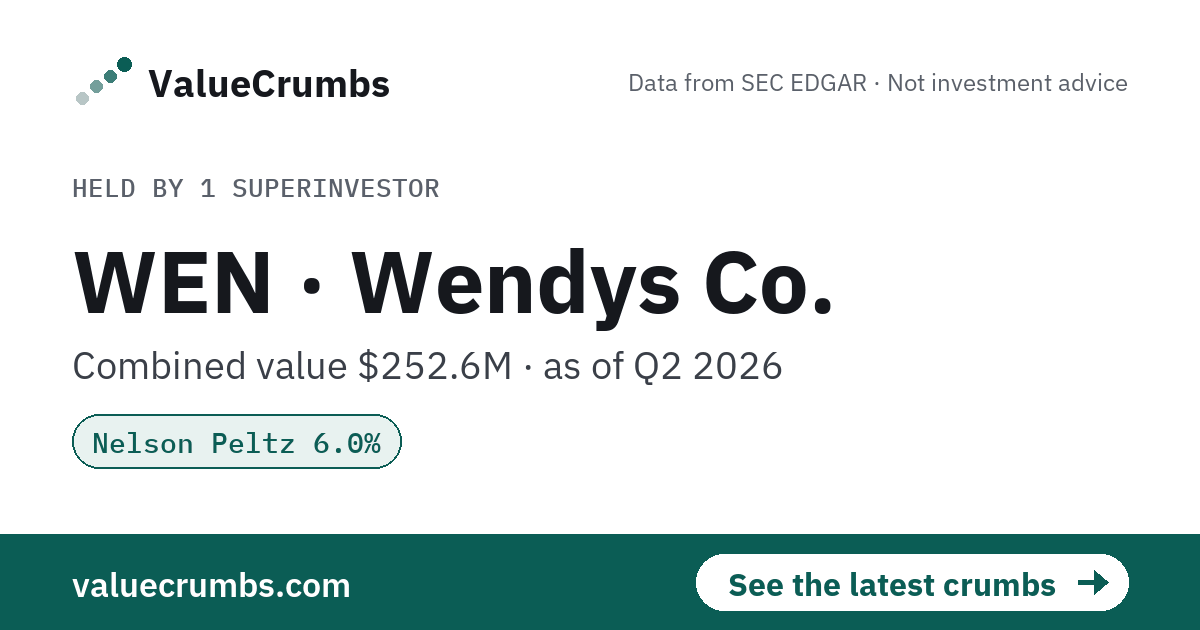 ValueCrumbs
Data from SEC EDGAR · Not investment advice
HELD BY 1 SUPERINVESTOR
WEN · Wendys Co.
Combined value $252.6M · as of Q2 2026
Nelson Peltz 6.0%
valuecrumbs.com
See the latest crumbs